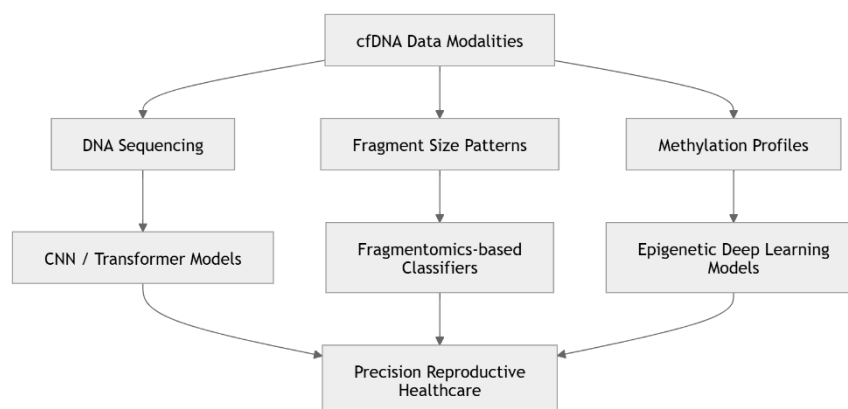 cfDNA Data Modalities
DNA Sequencing
Fragment Size Patterns
Methylation Profiles
CNN / Transformer Models
Fragmentomics-based
Classifiers
Epigenetic Deep Learning
Models
Precision Reproductive
Healthcare